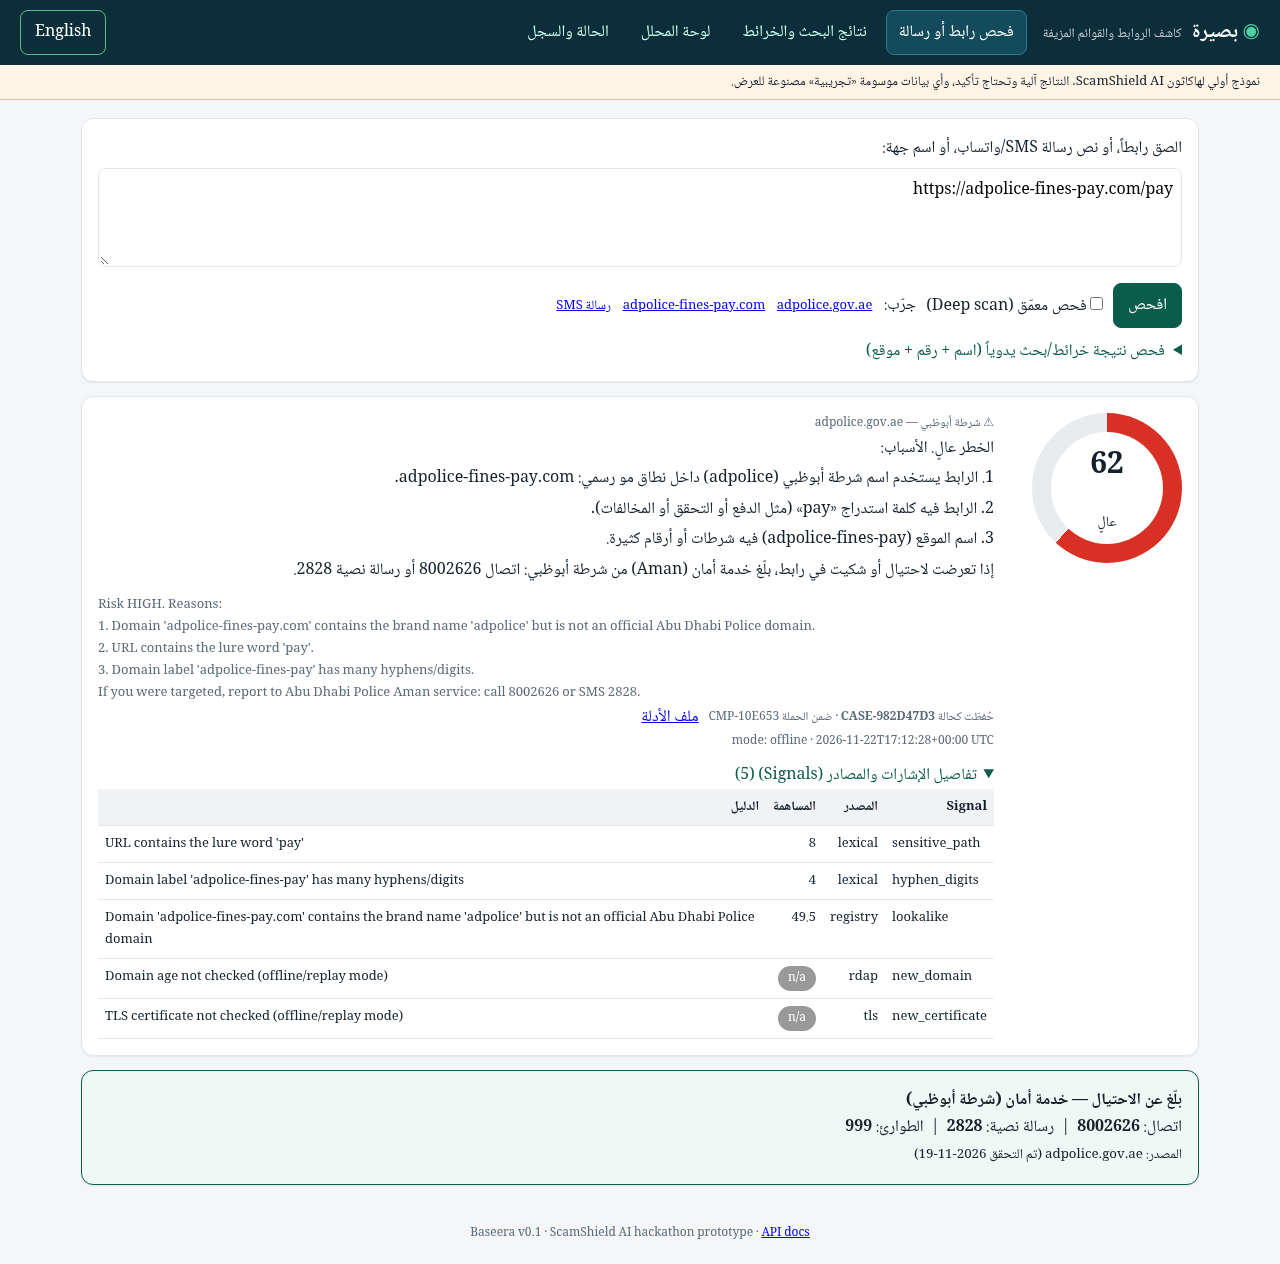 بصيرة كاشف الروابط والقوائم المزيفة
فحص رابط أو رسالة
نتائج البحث والخرائط
لوحة المحلل
الحالة والسجل
English
نموذج أولي لهاكاثون ScamShield AI. النتائج آلية وتحتاج تأكيد، وأي بيانات موسومة «تجريبية» مصنوعة للعرض.
الصق رابطاً، أو نص رسالة SMS/واتساب، أو اسم جهة:
https://adpolice-fines-pay.com/pay
افحص
فحص معمّق (Deep scan)
جرّب: adpolice.gov.ae adpolice-fines-pay.com رسالة SMS
فحص نتيجة خرائط/بحث يدوياً (اسم + رقم + موقع)
62
عالٍ
⚠ شرطة أبوظبي — adpolice.gov.ae
الخطر عالٍ. الأسباب:
1. الرابط يستخدم اسم شرطة أبوظبي (adpolice) داخل نطاق مو رسمي: adpolice-fines-pay.com.
2. الرابط فيه كلمة استدراج «pay» (مثل الدفع أو التحقق أو المخالفات).
3. اسم الموقع (adpolice-fines-pay) فيه شرطات أو أرقام كثيرة.
إذا تعرضت لاحتيال أو شكيت في رابط، بلّغ خدمة أمان (Aman) من شرطة أبوظبي: اتصال 8002626 أو رسالة نصية 2828.
Risk HIGH. Reasons:
1. Domain 'adpolice-fines-pay.com' contains the brand name 'adpolice' but is not an official Abu Dhabi Police domain.
2. URL contains the lure word 'pay'.
3. Domain label 'adpolice-fines-pay' has many hyphens/digits.
If you were targeted, report to Abu Dhabi Police Aman service: call 8002626 or SMS 2828.
حُفظت كحالة CASE-982D47D3 · ضمن الحملة CMP-10E653 ملف الأدلة
mode: offline · 2026-11-22T17:12:28+00:00 UTC
تفاصيل الإشارات والمصادر (Signals) (5)
Signal المصدر المساهمة الدليل
sensitive_path lexical 8 URL contains the lure word 'pay'
hyphen_digits lexical 4 Domain label 'adpolice-fines-pay' has many hyphens/digits
lookalike registry 49.5 Domain 'adpolice-fines-pay.com' contains the brand name 'adpolice' but is not an official Abu Dhabi Police
domain
new_domain rdap n/a Domain age not checked (offline/replay mode)
new_certificate tls n/a TLS certificate not checked (offline/replay mode)
بلّغ عن الاحتيال — خدمة أمان (شرطة أبوظبي)
اتصال: 8002626 | رسالة نصية: 2828 | الطوارئ: 999
المصدر: adpolice.gov.ae (تم التحقق 2026-11-19)
Baseera v0.1 · ScamShield AI hackathon prototype · API docs